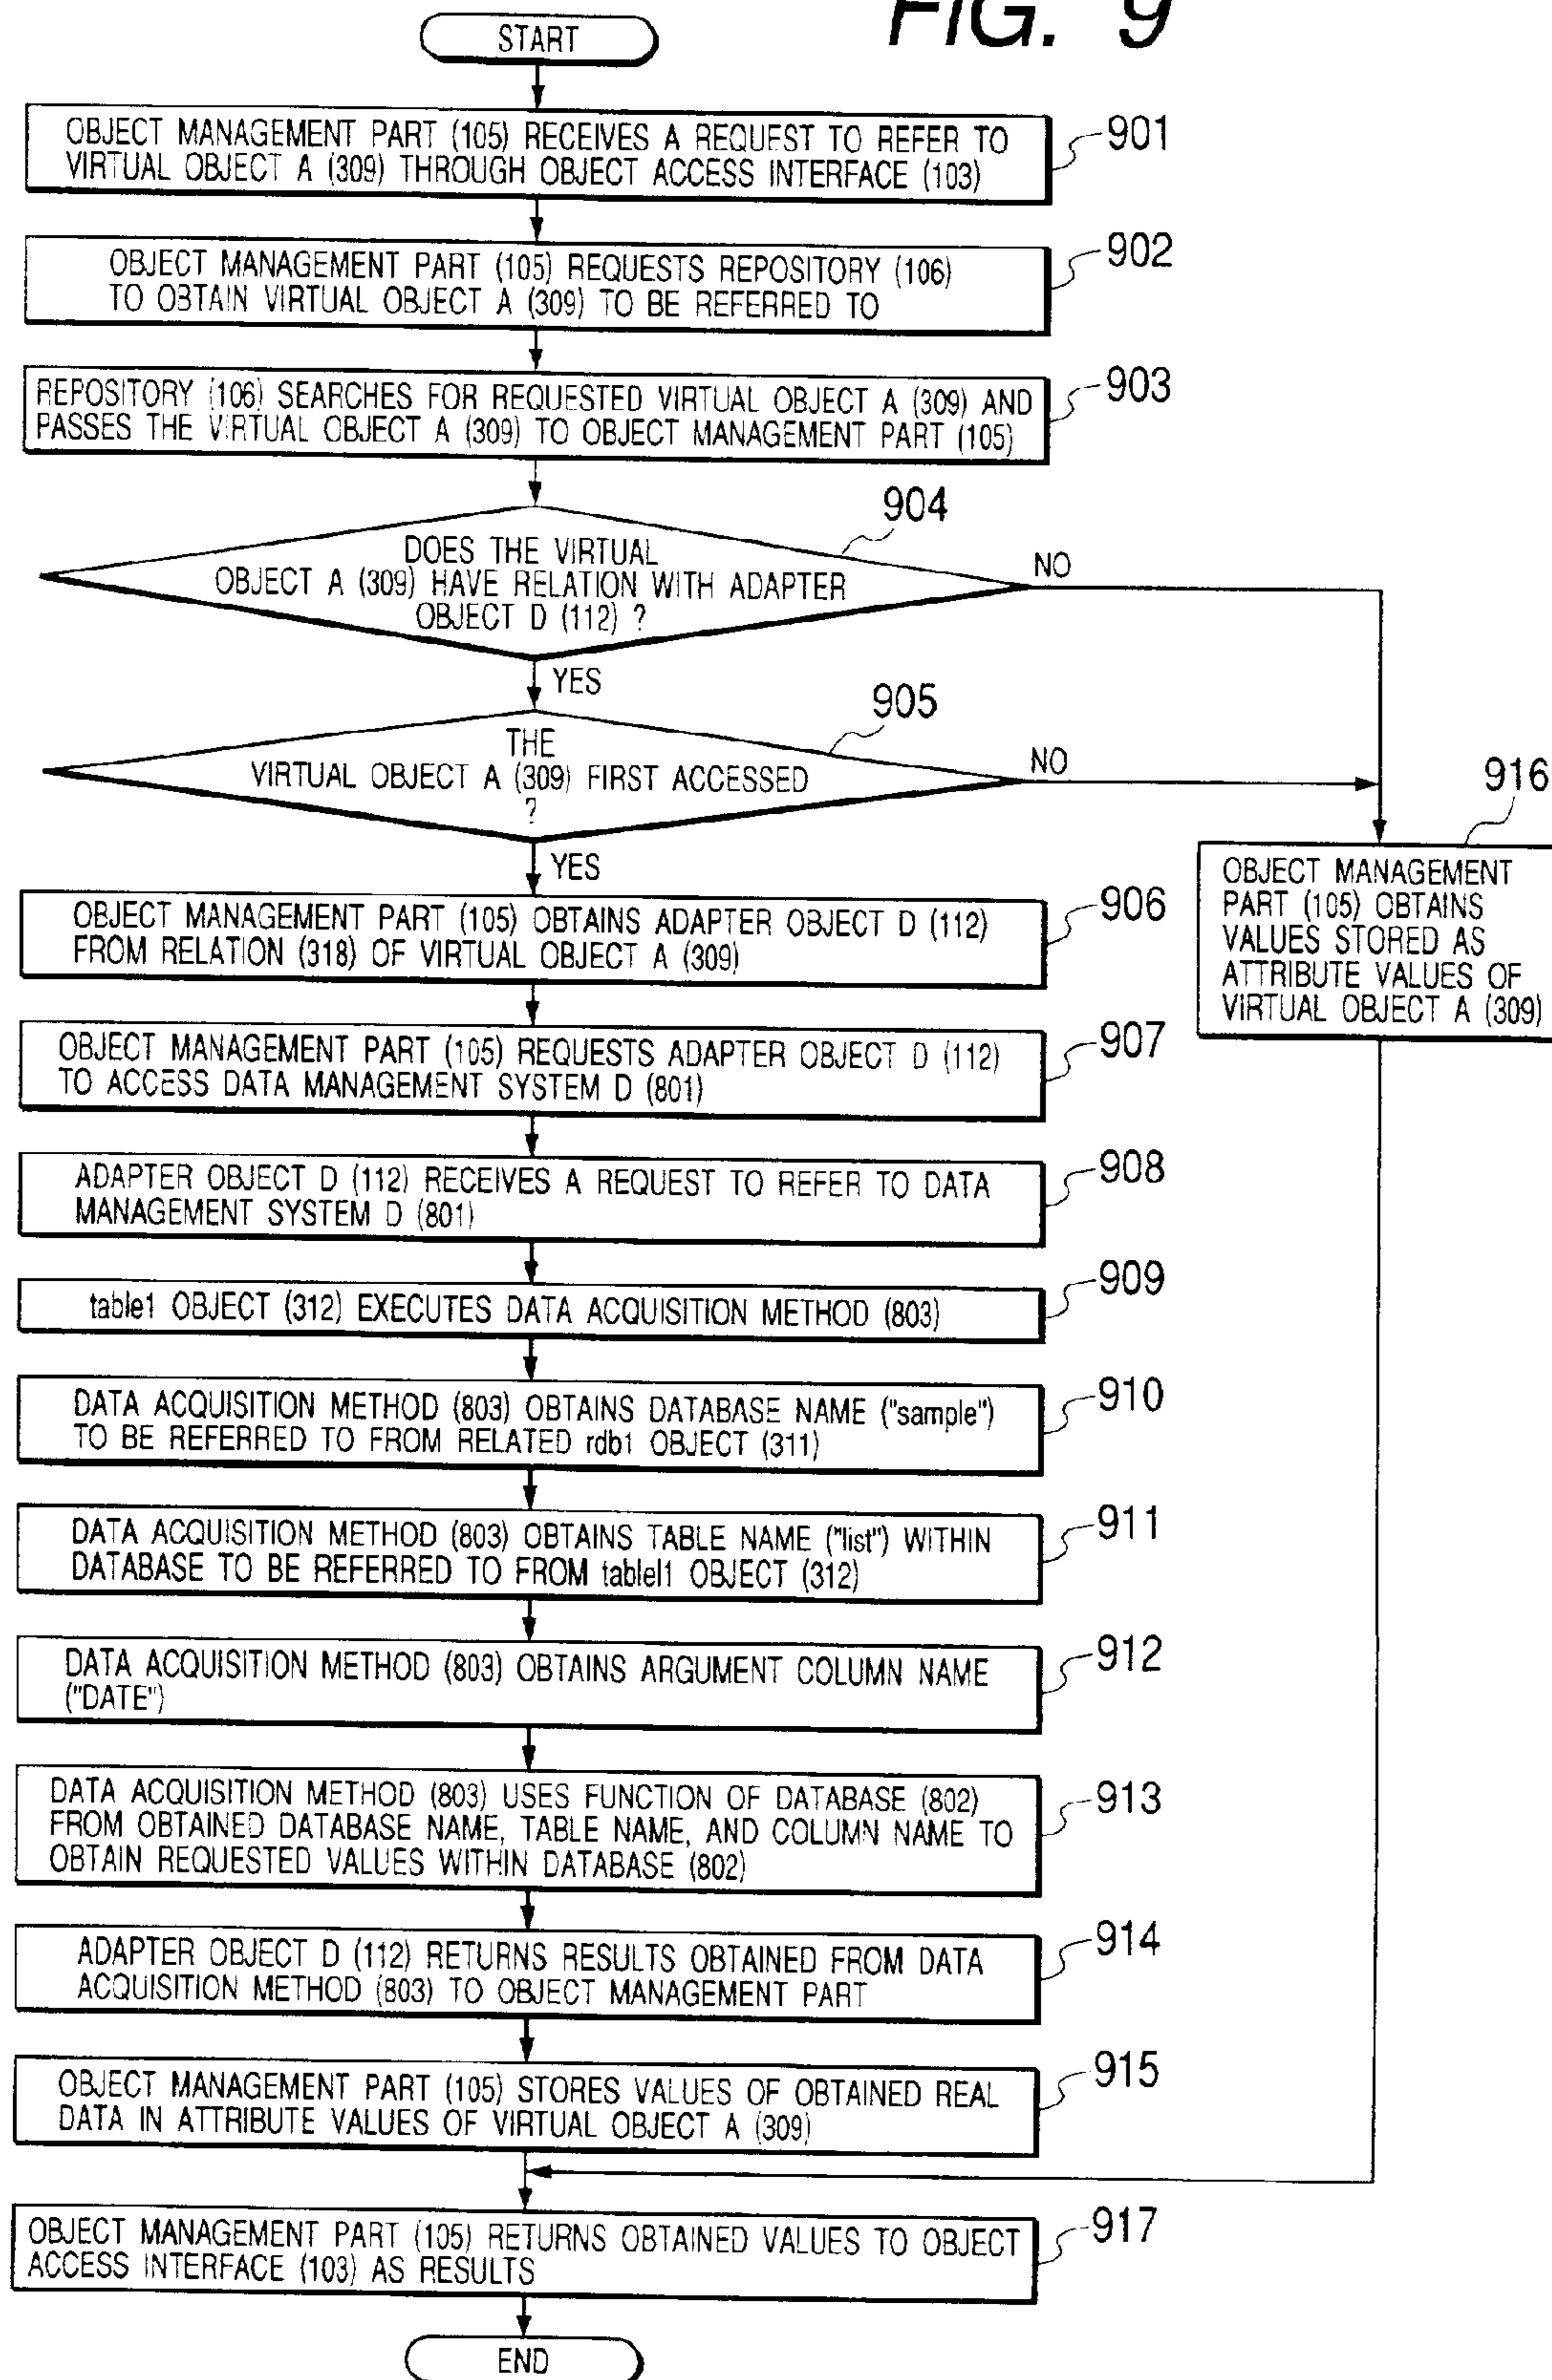 FIG. 9
START
OBJECT MANAGEMENT PART (105) RECEIVES A REQUEST TO REFER TO
VIRTUAL OBJECT A (309) THROUGH OBJECT ACCESS INTERFACE (103)
901
OBJECT MANAGEMENT PART (105) REQUESTS REPOSITORY (106)
TO OBTAIN VIRTUAL OBJECT A (309) TO BE REFERRED TO
902
REPOSITORY (106) SEARCHES FOR REQUESTED VIRTUAL OBJECT A (309) AND
PASSES THE VIRTUAL OBJECT A (309) TO OBJECT MANAGEMENT PART (105)
903
904
DOES THE VIRTUAL
OBJECT A (309) HAVE RELATION WITH ADAPTER
OBJECT D (112) ?
NO
YES
905
THE
VIRTUAL OBJECT A (309) FIRST ACCESSED
?
NO
YES
916
OBJECT MANAGEMENT
PART (105) OBTAINS
VALUES STORED AS
ATTRIBUTE VALUES OF
VIRTUAL OBJECT A (309)
OBJECT MANAGEMENT PART (105) OBTAINS ADAPTER OBJECT D (112)
FROM RELATION (318) OF VIRTUAL OBJECT A (309)
906
OBJECT MANAGEMENT PART (105) REQUESTS ADAPTER OBJECT D (112)
TO ACCESS DATA MANAGEMENT SYSTEM D (801)
907
ADAPTER OBJECT D (112) RECEIVES A REQUEST TO REFER TO DATA
MANAGEMENT SYSTEM D (801)
908
table1 OBJECT (312) EXECUTES DATA ACQUISITION METHOD (803)
909
DATA ACQUISITION METHOD (803) OBTAINS DATABASE NAME ("sample")
TO BE REFERRED TO FROM RELATED rdb1 OBJECT (311)
910
DATA ACQUISITION METHOD (803) OBTAINS TABLE NAME ("list") WITHIN
DATABASE TO BE REFERRED TO FROM tablel1 OBJECT (312)
911
DATA ACQUISITION METHOD (803) OBTAINS ARGUMENT COLUMN NAME
("DATE")
912
DATA ACQUISITION METHOD (803) USES FUNCTION OF DATABASE (802)
FROM OBTAINED DATABASE NAME, TABLE NAME, AND COLUMN NAME TO
OBTAIN REQUESTED VALUES WITHIN DATABASE (802)
913
ADAPTER OBJECT D (112) RETURNS RESULTS OBTAINED FROM DATA
ACQUISITION METHOD (803) TO OBJECT MANAGEMENT PART
914
OBJECT MANAGEMENT PART (105) STORES VALUES OF OBTAINED REAL
DATA IN ATTRIBUTE VALUES OF VIRTUAL OBJECT A (309)
915
OBJECT MANAGEMENT PART (105) RETURNS OBTAINED VALUES TO OBJECT
ACCESS INTERFACE (103) AS RESULTS
917
END